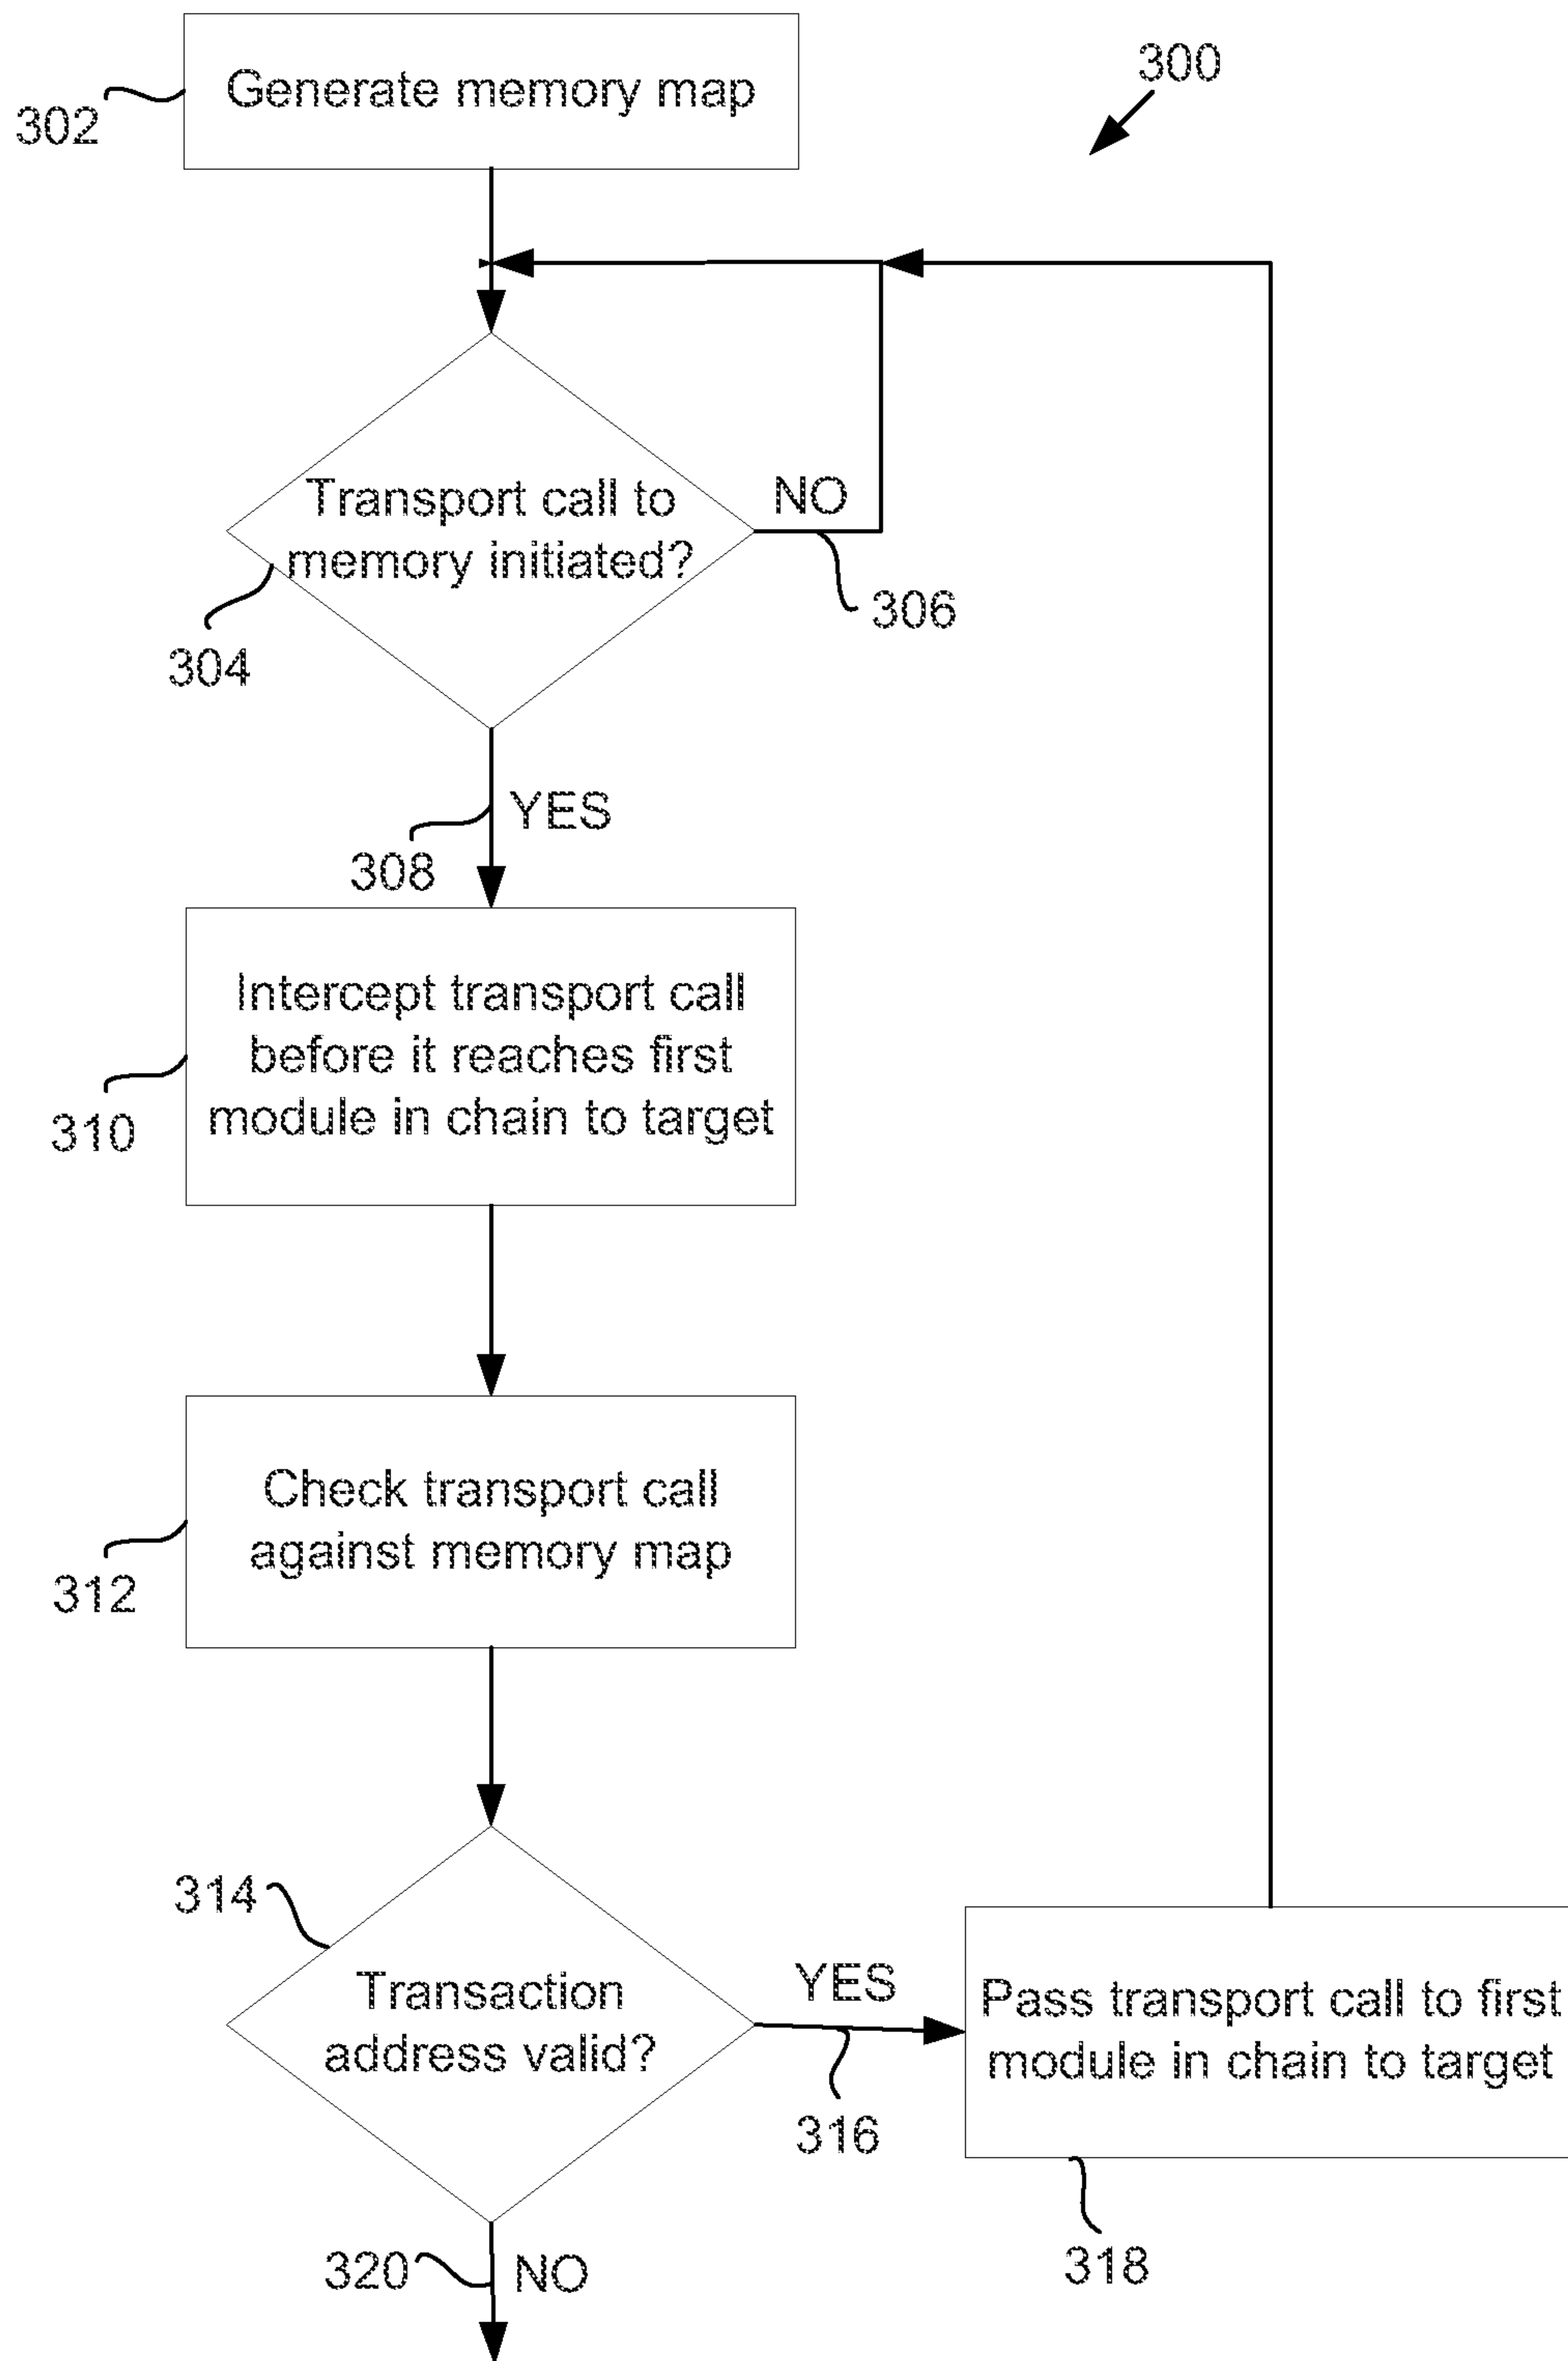 Generate memory map
300
302
Transport call to
memory initiated?
NO
306
304
YES
308
Intercept transport call
before it reaches first
module in chain to target
310
Check transport call
against memory map
312
314
Transaction
address valid?
YES
316
Pass transport call to first
module in chain to target
318
320
NO